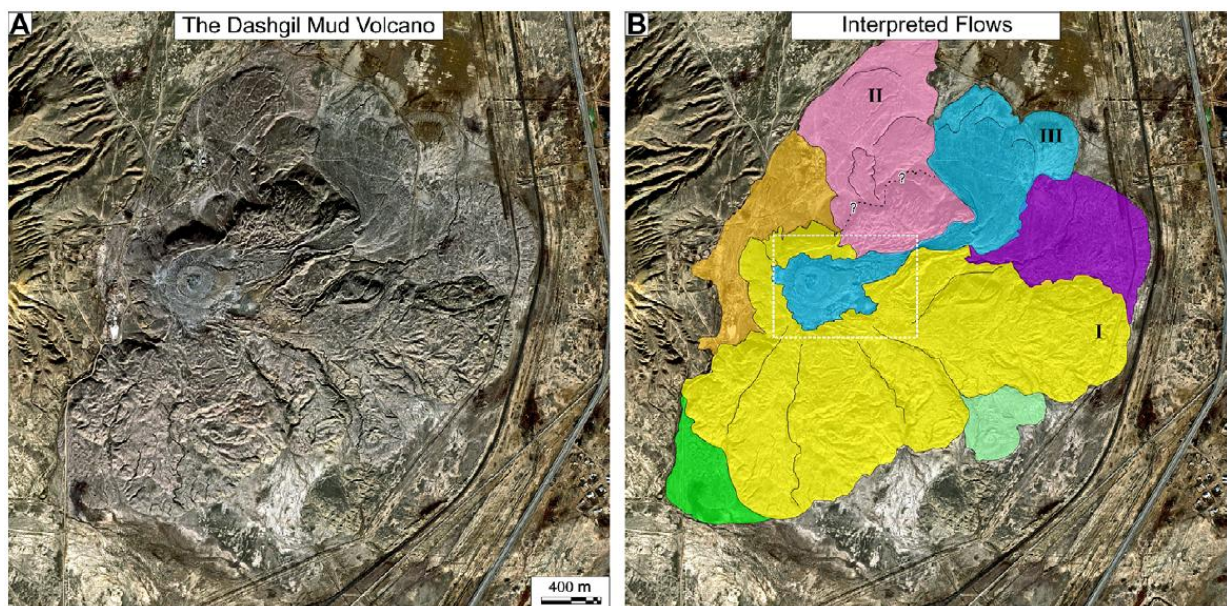 A
The Dashgil Mud Volcano
400 m
B
Interpreted Flows
II
III
?
?
I